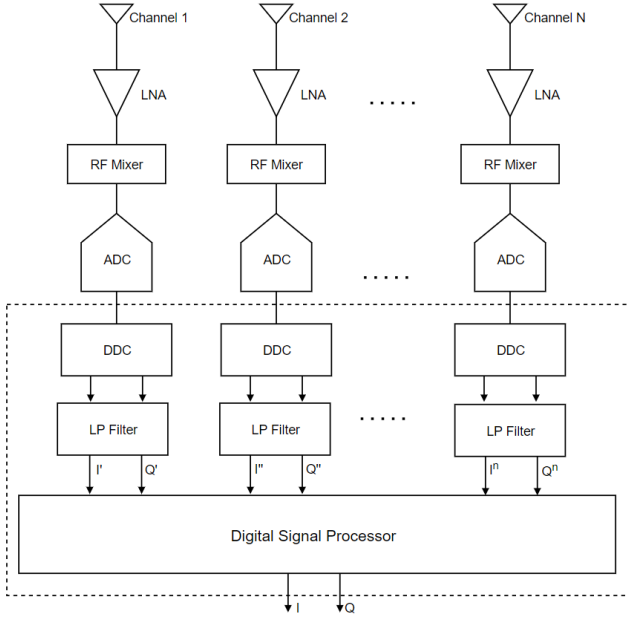 Channel 1
Channel 2
Channel N
LNA
LNA
. . . . .
LNA
RF Mixer
RF Mixer
RF Mixer
ADC
ADC
. . . . .
ADC
DDC
DDC
DDC
LP Filter
LP Filter
. . . . .
LP Filter
I'
Q'
I"
Q"
Iⁿ
Qⁿ
Digital Signal Processor
I
Q